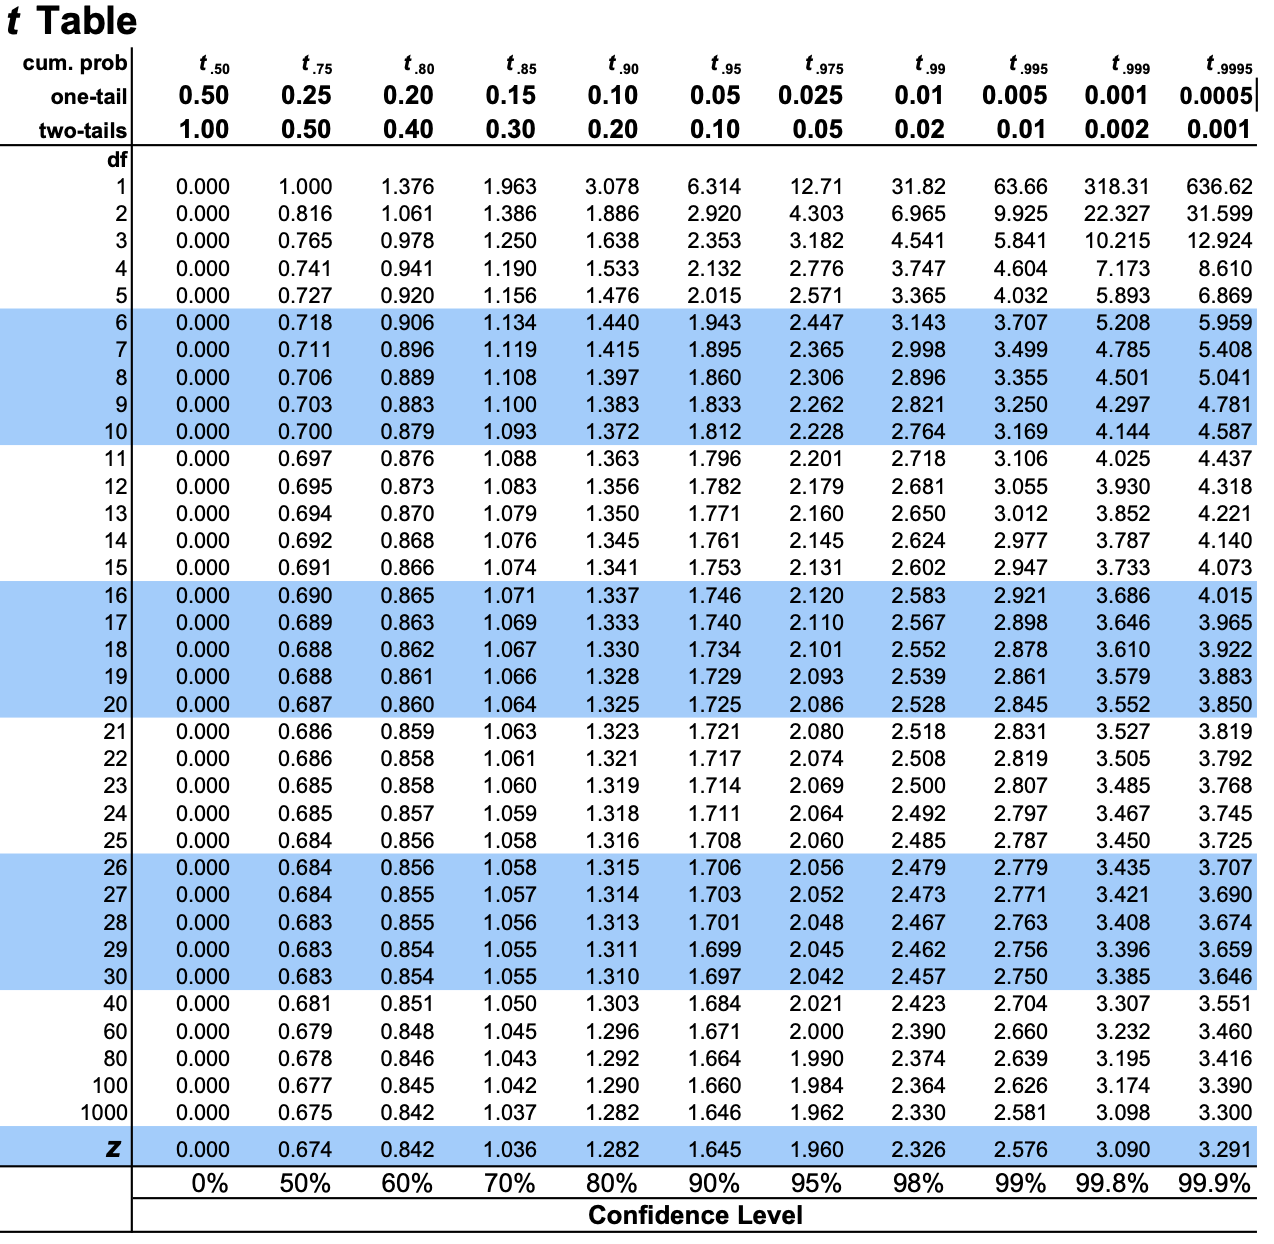 t Table
cum. prob t .50 t .75 t .80 t .85 t .90 t .95 t .975 t .99 t .995 t .999 t .9995
one-tail 0.50 0.25 0.20 0.15 0.10 0.05 0.025 0.01 0.005 0.001 0.0005
two-tails 1.00 0.50 0.40 0.30 0.20 0.10 0.05 0.02 0.01 0.002 0.001
df
1 0.000 1.000 1.376 1.963 3.078 6.314 12.71 31.82 63.66 318.31 636.62
2 0.000 0.816 1.061 1.386 1.886 2.920 4.303 6.965 9.925 22.327 31.599
3 0.000 0.765 0.978 1.250 1.638 2.353 3.182 4.541 5.841 10.215 12.924
4 0.000 0.741 0.941 1.190 1.533 2.132 2.776 3.747 4.604 7.173 8.610
5 0.000 0.727 0.920 1.156 1.476 2.015 2.571 3.365 4.032 5.893 6.869
6 0.000 0.718 0.906 1.134 1.440 1.943 2.447 3.143 3.707 5.208 5.959
7 0.000 0.711 0.896 1.119 1.415 1.895 2.365 2.998 3.499 4.785 5.408
8 0.000 0.706 0.889 1.108 1.397 1.860 2.306 2.896 3.355 4.501 5.041
9 0.000 0.703 0.883 1.100 1.383 1.833 2.262 2.821 3.250 4.297 4.781
10 0.000 0.700 0.879 1.093 1.372 1.812 2.228 2.764 3.169 4.144 4.587
11 0.000 0.697 0.876 1.088 1.363 1.796 2.201 2.718 3.106 4.025 4.437
12 0.000 0.695 0.873 1.083 1.356 1.782 2.179 2.681 3.055 3.930 4.318
13 0.000 0.694 0.870 1.079 1.350 1.771 2.160 2.650 3.012 3.852 4.221
14 0.000 0.692 0.868 1.076 1.345 1.761 2.145 2.624 2.977 3.787 4.140
15 0.000 0.691 0.866 1.074 1.341 1.753 2.131 2.602 2.947 3.733 4.073
16 0.000 0.690 0.865 1.071 1.337 1.746 2.120 2.583 2.921 3.686 4.015
17 0.000 0.689 0.863 1.069 1.333 1.740 2.110 2.567 2.898 3.646 3.965
18 0.000 0.688 0.862 1.067 1.330 1.734 2.101 2.552 2.878 3.610 3.922
19 0.000 0.688 0.861 1.066 1.328 1.729 2.093 2.539 2.861 3.579 3.883
20 0.000 0.687 0.860 1.064 1.325 1.725 2.086 2.528 2.845 3.552 3.850
21 0.000 0.686 0.859 1.063 1.323 1.721 2.080 2.518 2.831 3.527 3.819
22 0.000 0.686 0.858 1.061 1.321 1.717 2.074 2.508 2.819 3.505 3.792
23 0.000 0.685 0.858 1.060 1.319 1.714 2.069 2.500 2.807 3.485 3.768
24 0.000 0.685 0.857 1.059 1.318 1.711 2.064 2.492 2.797 3.467 3.745
25 0.000 0.684 0.856 1.058 1.316 1.708 2.060 2.485 2.787 3.450 3.725
26 0.000 0.684 0.856 1.058 1.315 1.706 2.056 2.479 2.779 3.435 3.707
27 0.000 0.684 0.855 1.057 1.314 1.703 2.052 2.473 2.771 3.421 3.690
28 0.000 0.683 0.855 1.056 1.313 1.701 2.048 2.467 2.763 3.408 3.674
29 0.000 0.683 0.854 1.055 1.311 1.699 2.045 2.462 2.756 3.396 3.659
30 0.000 0.683 0.854 1.055 1.310 1.697 2.042 2.457 2.750 3.385 3.646
40 0.000 0.681 0.851 1.050 1.303 1.684 2.021 2.423 2.704 3.307 3.551
60 0.000 0.679 0.848 1.045 1.296 1.671 2.000 2.390 2.660 3.232 3.460
80 0.000 0.678 0.846 1.043 1.292 1.664 1.990 2.374 2.639 3.195 3.416
100 0.000 0.677 0.845 1.042 1.290 1.660 1.984 2.364 2.626 3.174 3.390
1000 0.000 0.675 0.842 1.037 1.282 1.646 1.962 2.330 2.581 3.098 3.300
z 0.000 0.674 0.842 1.036 1.282 1.645 1.960 2.326 2.576 3.090 3.291
0% 50% 60% 70% 80% 90% 95% 98% 99% 99.8% 99.9%
Confidence Level